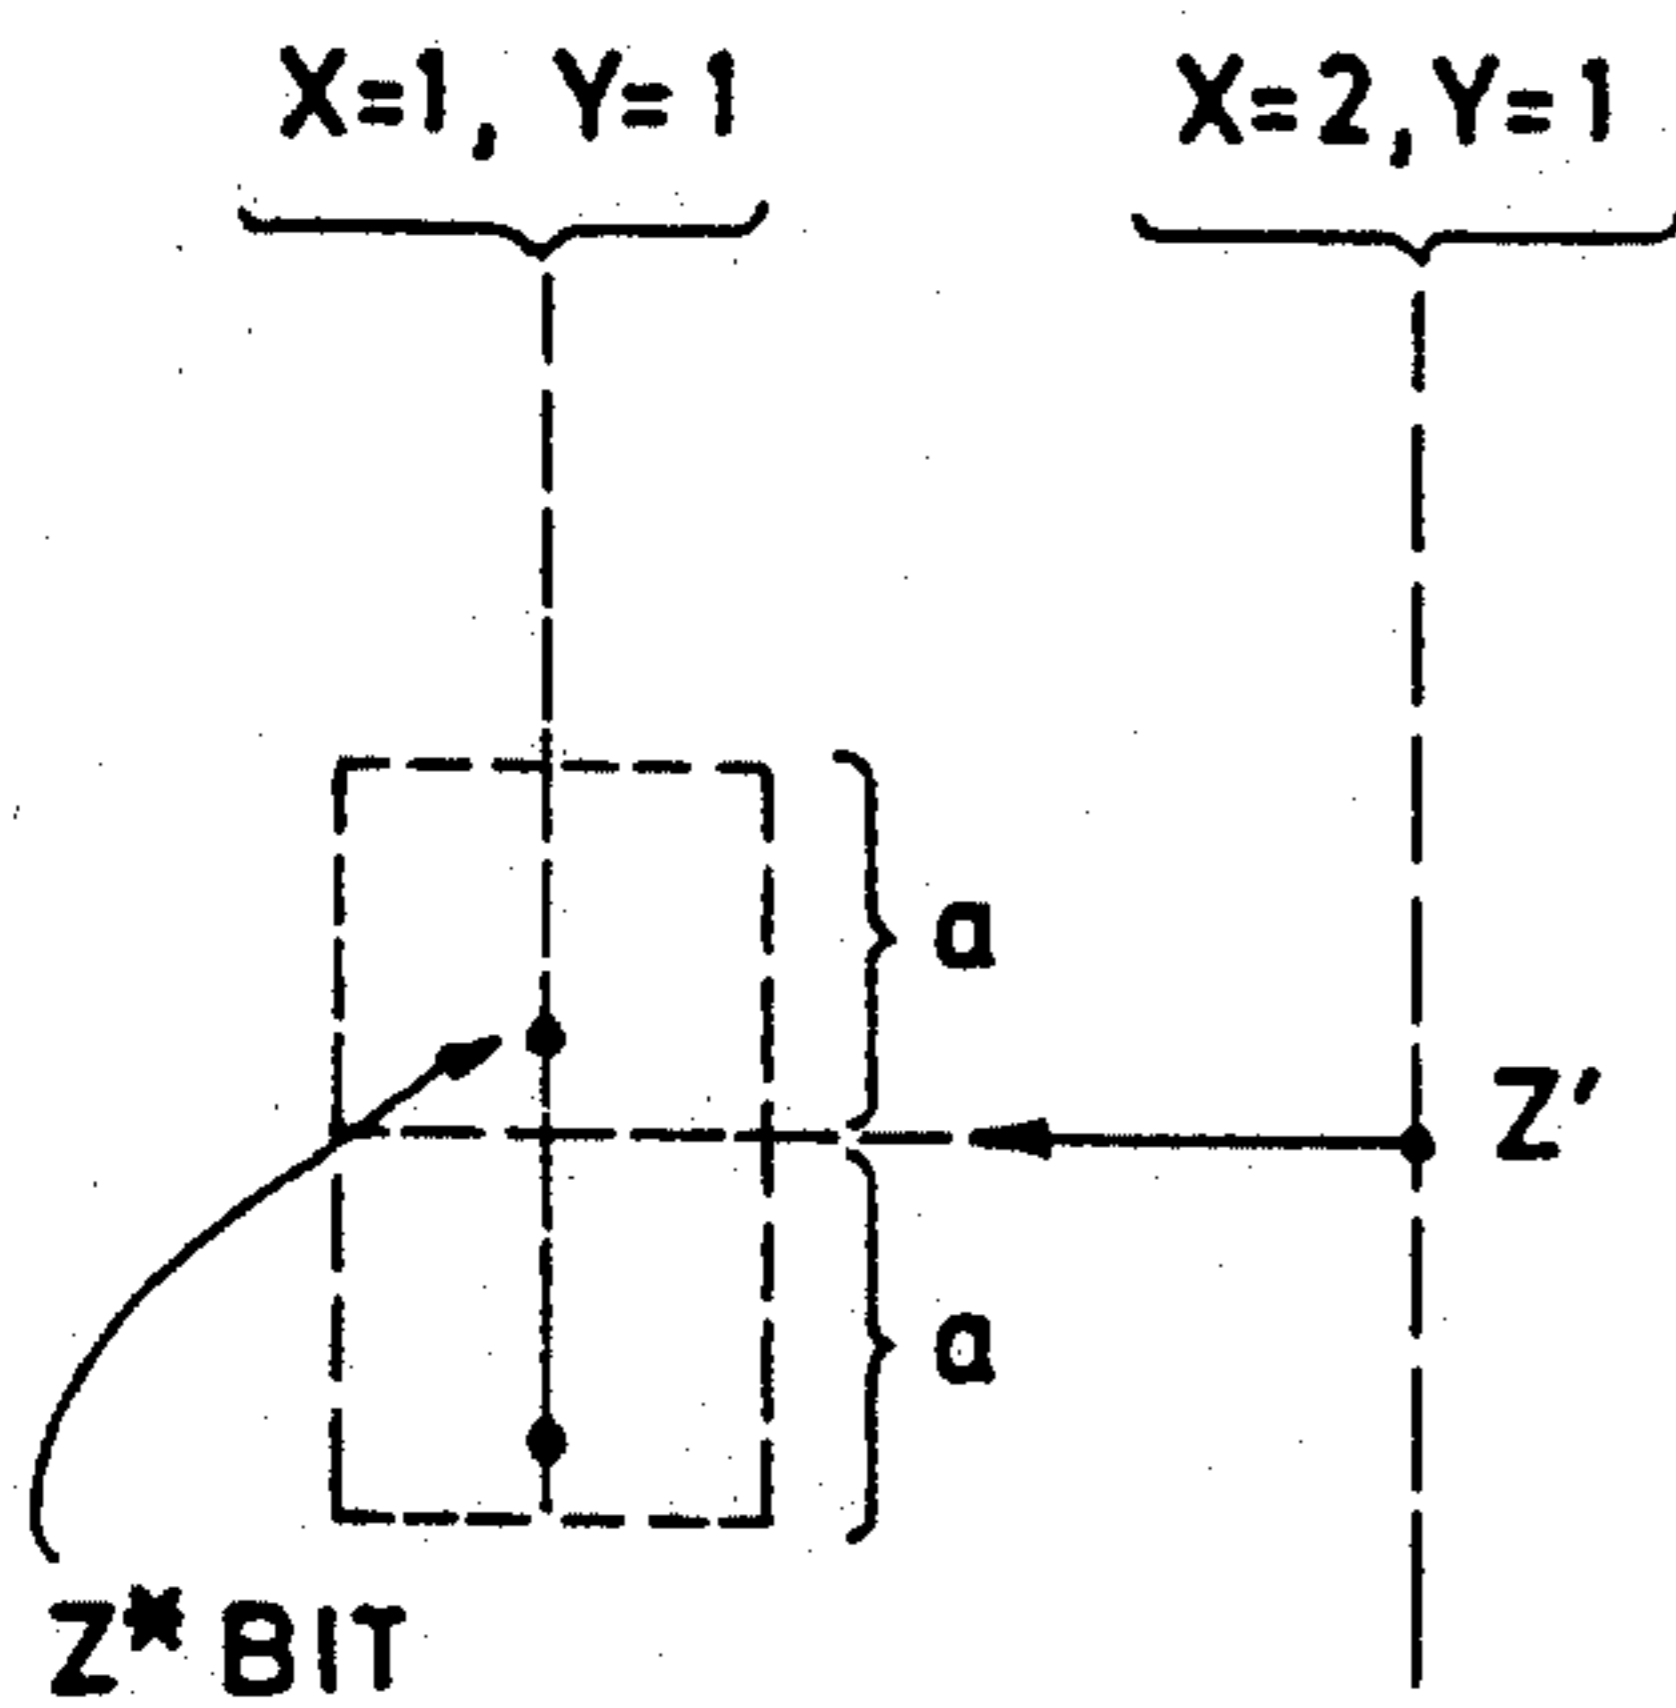 X=1, Y=1
X=2, Y=1
a
Z'
a
Z* BIT